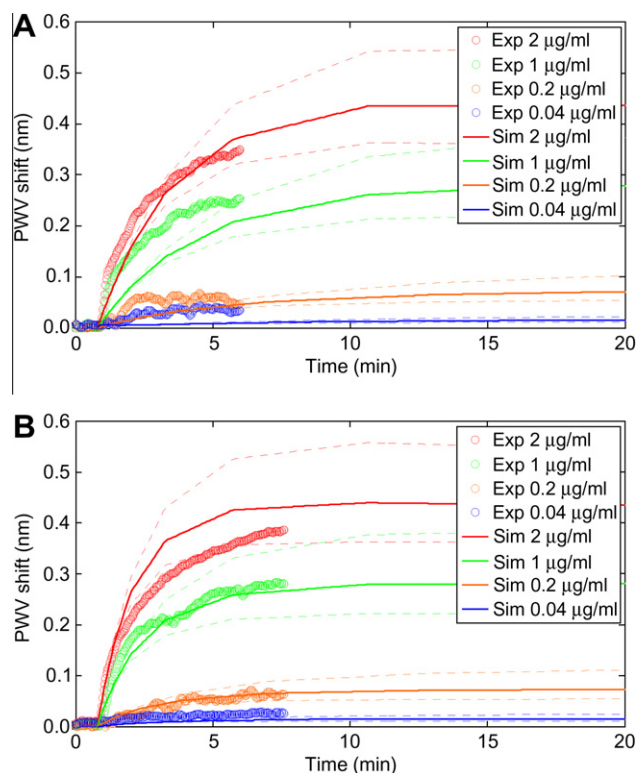 A
0.6
0.5
0.4
0.3
0.2
0.1
0.0
PWV shift (nm)
Exp 2 μg/ml
Exp 1 μg/ml
Exp 0.2 μg/ml
Exp 0.04 μg/ml
Sim 2 μg/ml
Sim 1 μg/ml
Sim 0.2 μg/ml
Sim 0.04 μg/ml
0 5 10 15 20
Time (min)
B
0.6
0.5
0.4
0.3
0.2
0.1
0.0
PWV shift (nm)
Exp 2 μg/ml
Exp 1 μg/ml
Exp 0.2 μg/ml
Exp 0.04 μg/ml
Sim 2 μg/ml
Sim 1 μg/ml
Sim 0.2 μg/ml
Sim 0.04 μg/ml
0 5 10 15 20
Time (min)